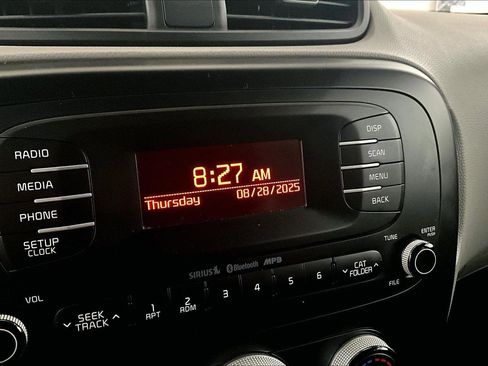 RADIO
MEDIA
PHONE
SETUP
CLOCK
8:27 AM
Thursday 08/28/2025
DISP
SCAN
MENU
BACK
SIRIUS Bluetooth MP3
VOL
SEEK
TRACK
1
RPT
2
RDM
3
4
5
6
CAT
FOLDER
TUNE
FILE
ENTER
PUSH